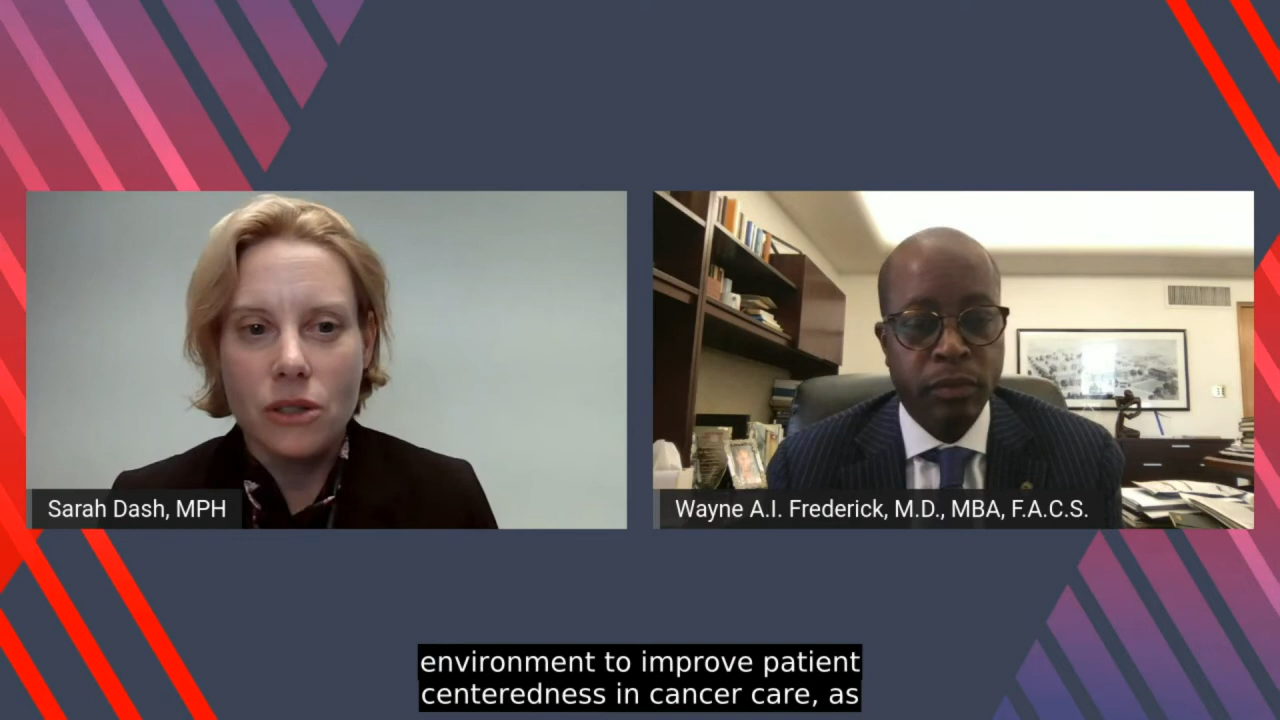 Sarah Dash, MPH
Wayne A.I. Frederick, M.D., MBA, F.A.C.S.
environment to improve patient
centeredness in cancer care, as